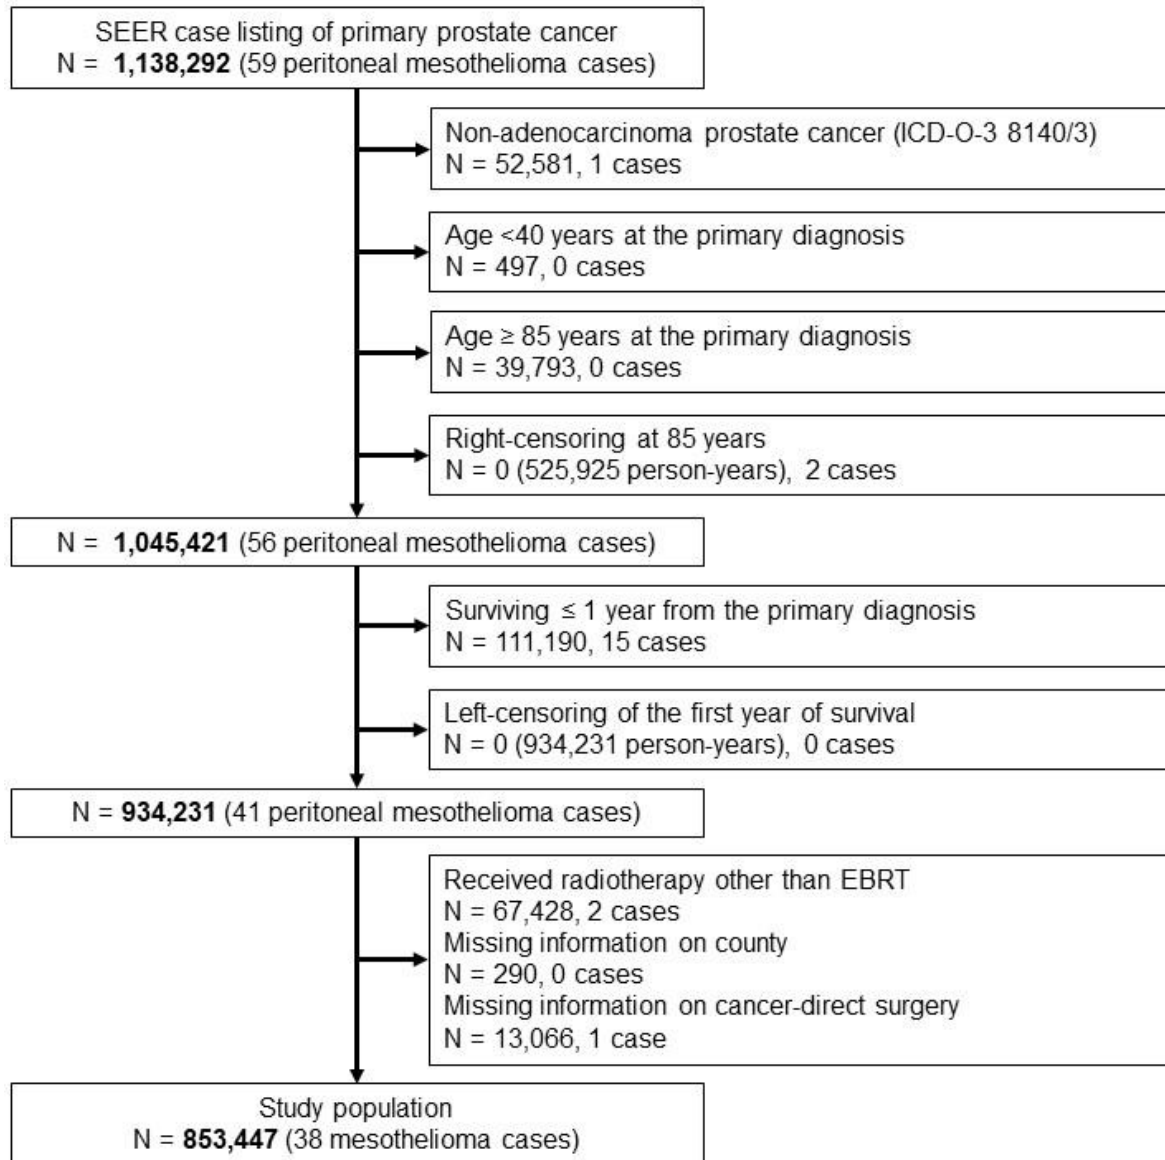 SEER case listing of primary prostate cancer
N = 1,138,292 (59 peritoneal mesothelioma cases)
Non-adenocarcinoma prostate cancer (ICD-O-3 8140/3)
N = 52,581, 1 cases
Age <40 years at the primary diagnosis
N = 497, 0 cases
Age ≥ 85 years at the primary diagnosis
N = 39,793, 0 cases
Right-censoring at 85 years
N = 0 (525,925 person-years), 2 cases
N = 1,045,421 (56 peritoneal mesothelioma cases)
Surviving ≤ 1 year from the primary diagnosis
N = 111,190, 15 cases
Left-censoring of the first year of survival
N = 0 (934,231 person-years), 0 cases
N = 934,231 (41 peritoneal mesothelioma cases)
Received radiotherapy other than EBRT
N = 67,428, 2 cases
Missing information on county
N = 290, 0 cases
Missing information on cancer-direct surgery
N = 13,066, 1 case
Study population
N = 853,447 (38 mesothelioma cases)